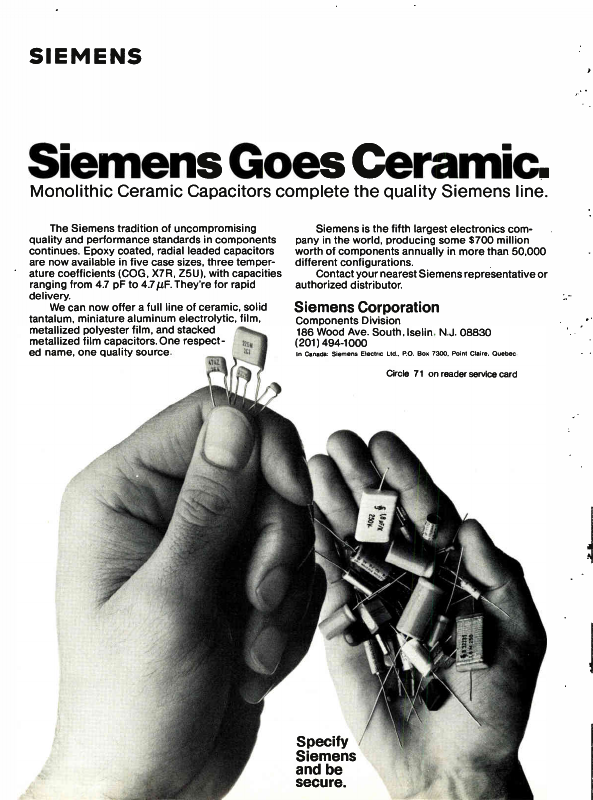 SIEMENS
Siemens Goes Ceramic.
Monolithic Ceramic Capacitors complete the quality Siemens line.
The Siemens tradition of uncompromising
quality and performance standards in components
continues. Epoxy coated, radial leaded capacitors
are now available in five case sizes, three temper-
ature coefficients (COG, X7R, Z5U), with capacities
ranging from 4.7 pF to 4.7 µF. They're for rapid
delivery.
We can now offer a full line of ceramic, solid
tantalum, miniature aluminum electrolytic, film,
metallized polyester film, and stacked
metallized film capacitors. One respect-
ed name, one quality source.
Siemens is the fifth largest electronics com-
pany in the world, producing some $700 million
worth of components annually in more than 50,000
different configurations.
Contact your nearest Siemens representative or
authorized distributor.
Siemens Corporation
Components Division
186 Wood Ave. South, Iselin, N.J. 08830
(201) 494-1000
In Canada: Siemens Electric Ltd., P.O. Box 7300, Point Claire, Quebec
Circle 71 on reader service card
250V-
Specify
Siemens
and be
secure.